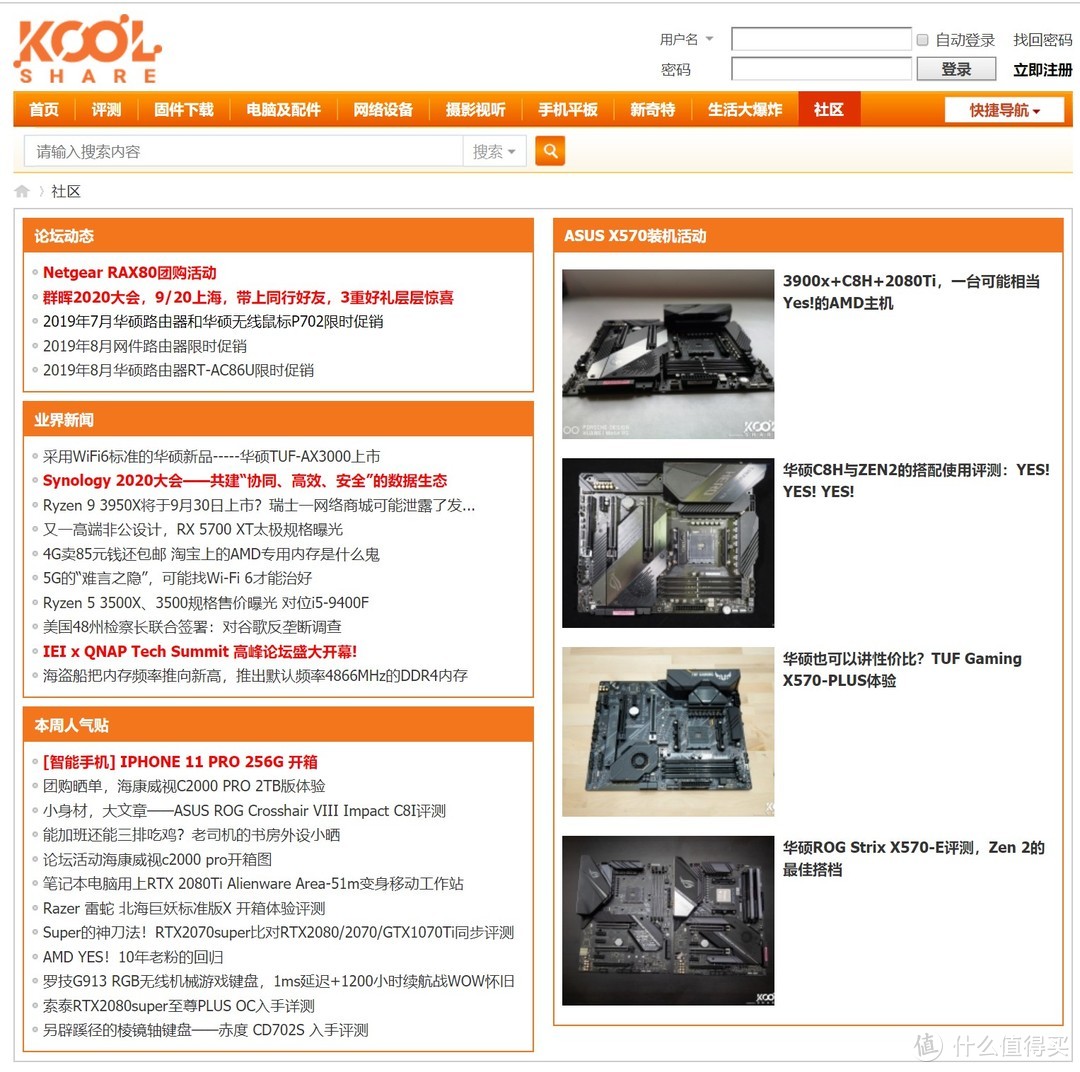 KOOL
SHARE
用户名
自动登录 找回密码
密码
登录 立即注册
首页 评测 固件下载 电脑及配件 网络设备 摄影视听 手机平板 新奇特 生活大爆炸 社区 快捷导航
请输入搜索内容 搜索
社区
论坛动态
Netgear RAX80团购活动
群晖2020大会，9/20上海，带上同行好友，3重好礼层层惊喜
2019年7月华硕路由器和华硕无线鼠标P702限时促销
2019年8月网件路由器限时促销
2019年8月华硕路由器RT-AC86U限时促销
业界新闻
采用WiFi6标准的华硕新品-----华硕TUF-AX3000上市
Synology 2020大会——共建“协同、高效、安全”的数据生态
Ryzen 9 3950X将于9月30日上市？瑞士一网络商城可能泄露了发...
又一高端非公设计，RX 5700 XT太极规格曝光
4G卖85元钱还包邮 淘宝上的AMD专用内存是什么鬼
5G的“难言之隐”，可能找Wi-Fi 6才能治好
Ryzen 5 3500X、3500规格售价曝光 对位i5-9400F
美国48州检察长联合签署：对谷歌反垄断调查
IEI x QNAP Tech Summit 高峰论坛盛大开幕!
海盗船把内存频率推向新高，推出默认频率4866MHz的DDR4内存
本周人气贴
[智能手机] IPHONE 11 PRO 256G 开箱
团购晒单，海康威视C2000 PRO 2TB版体验
小身材，大文章——ASUS ROG Crosshair VIII Impact C8I评测
能加班还能三排吃鸡？老司机的书房外设小晒
论坛活动海康威视c2000 pro开箱图
笔记本电脑用上RTX 2080Ti Alienware Area-51m变身移动工作站
Razer 雷蛇 北海巨妖标准版X 开箱体验评测
Super的神刀法！RTX2070super比对RTX2080/2070/GTX1070Ti同步评测
AMD YES！10年老粉的回归
罗技G913 RGB无线机械游戏键盘，1ms延迟+1200小时续航战WOW怀旧
索泰RTX2080super至尊PLUS OC入手详测
另辟蹊径的棱镜轴键盘——赤度 CD702S 入手评测
ASUS X570装机活动
3900x+C8H+2080Ti，一台可能相当
Yes!的AMD主机
华硕C8H与ZEN2的搭配使用评测：YES!
YES! YES!
华硕也可以讲性价比？TUF Gaming
X570-PLUS体验
华硕ROG Strix X570-E评测，Zen 2的
最佳搭档
值 什么值得买